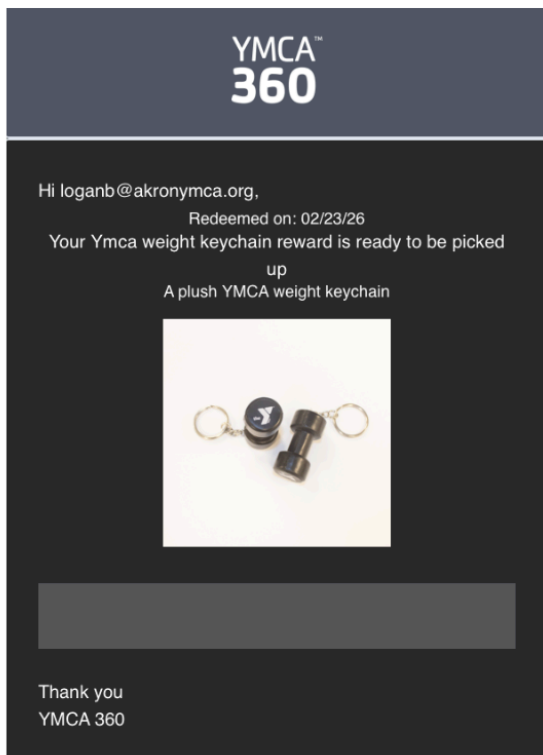 YMCA™
360
Hi loganb@akronymca.org,
Redeemed on: 02/23/26
Your Ymca weight keychain reward is ready to be picked
up
A plush YMCA weight keychain
Thank you
YMCA 360